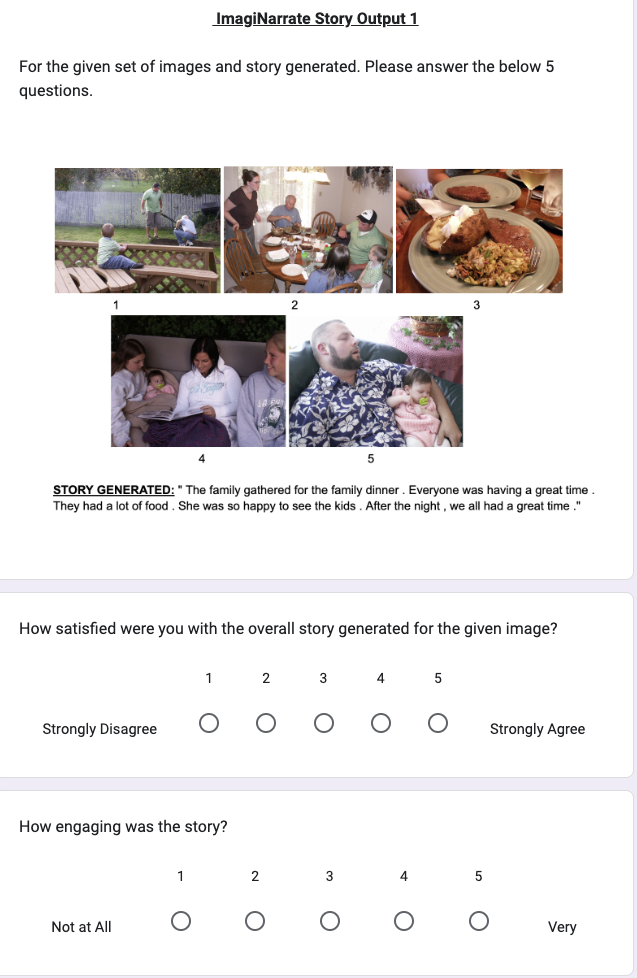 ImagiNarrate Story Output 1
For the given set of images and story generated. Please answer the below 5
questions.
1
2
3
4
5
STORY GENERATED: " The family gathered for the family dinner . Everyone was having a great time .
They had a lot of food . She was so happy to see the kids . After the night , we all had a great time ."
How satisfied were you with the overall story generated for the given image?
1 2 3 4 5
Strongly Disagree Strongly Agree
How engaging was the story?
1 2 3 4 5
Not at All Very